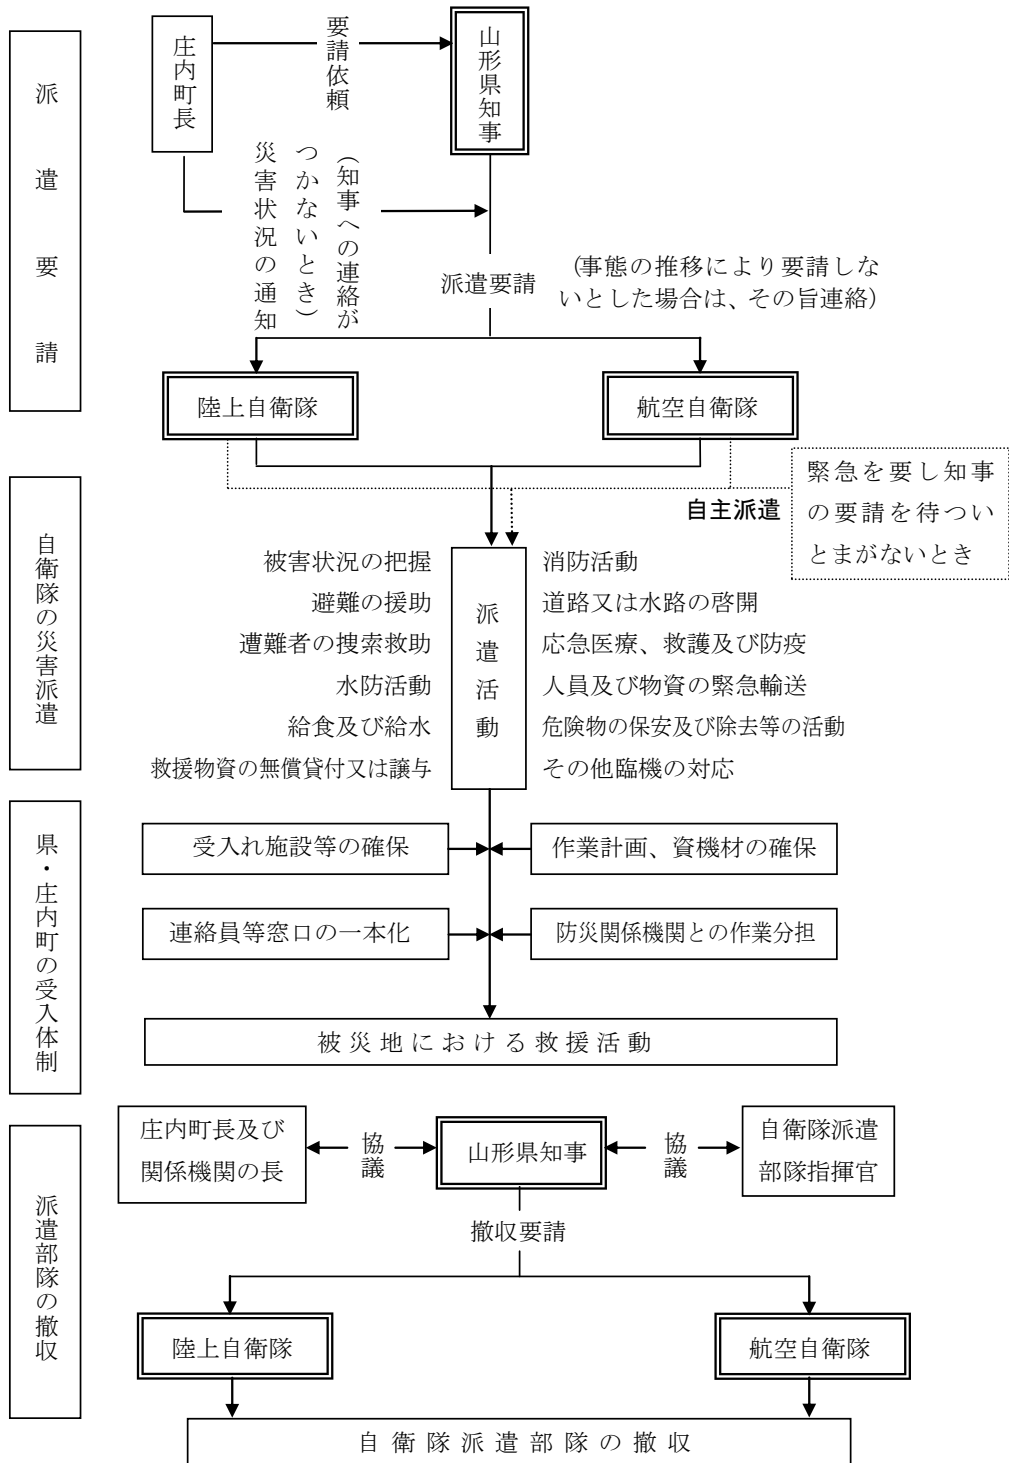 派遣要請
庄内町長
要請依頼
山形県知事
(知事への連絡が
つかないとき)
災害状況の通知
派遣要請
(事態の推移により要請しな
いとした場合は、その旨連絡)
陸上自衛隊
航空自衛隊
自衛隊の災害派遣
自主派遣
緊急を要し知事
の要請を待つい
とまがないとき
派遣活動
被害状況の把握
避難の援助
遭難者の捜索救助
水防活動
給食及び給水
救援物資の無償貸付又は譲与
消防活動
道路又は水路の啓開
応急医療、救護及び防疫
人員及び物資の緊急輸送
危険物の保安及び除去等の活動
その他臨機の対応
県・庄内町の受入体制
受入れ施設等の確保
作業計画、資機材の確保
連絡員等窓口の一本化
防災関係機関との作業分担
被災地における救援活動
派遣部隊の撤収
庄内町長及び
関係機関の長
協議
山形県知事
協議
自衛隊派遣
部隊指揮官
撤収要請
陸上自衛隊
航空自衛隊
自衛隊派遣部隊の撤収